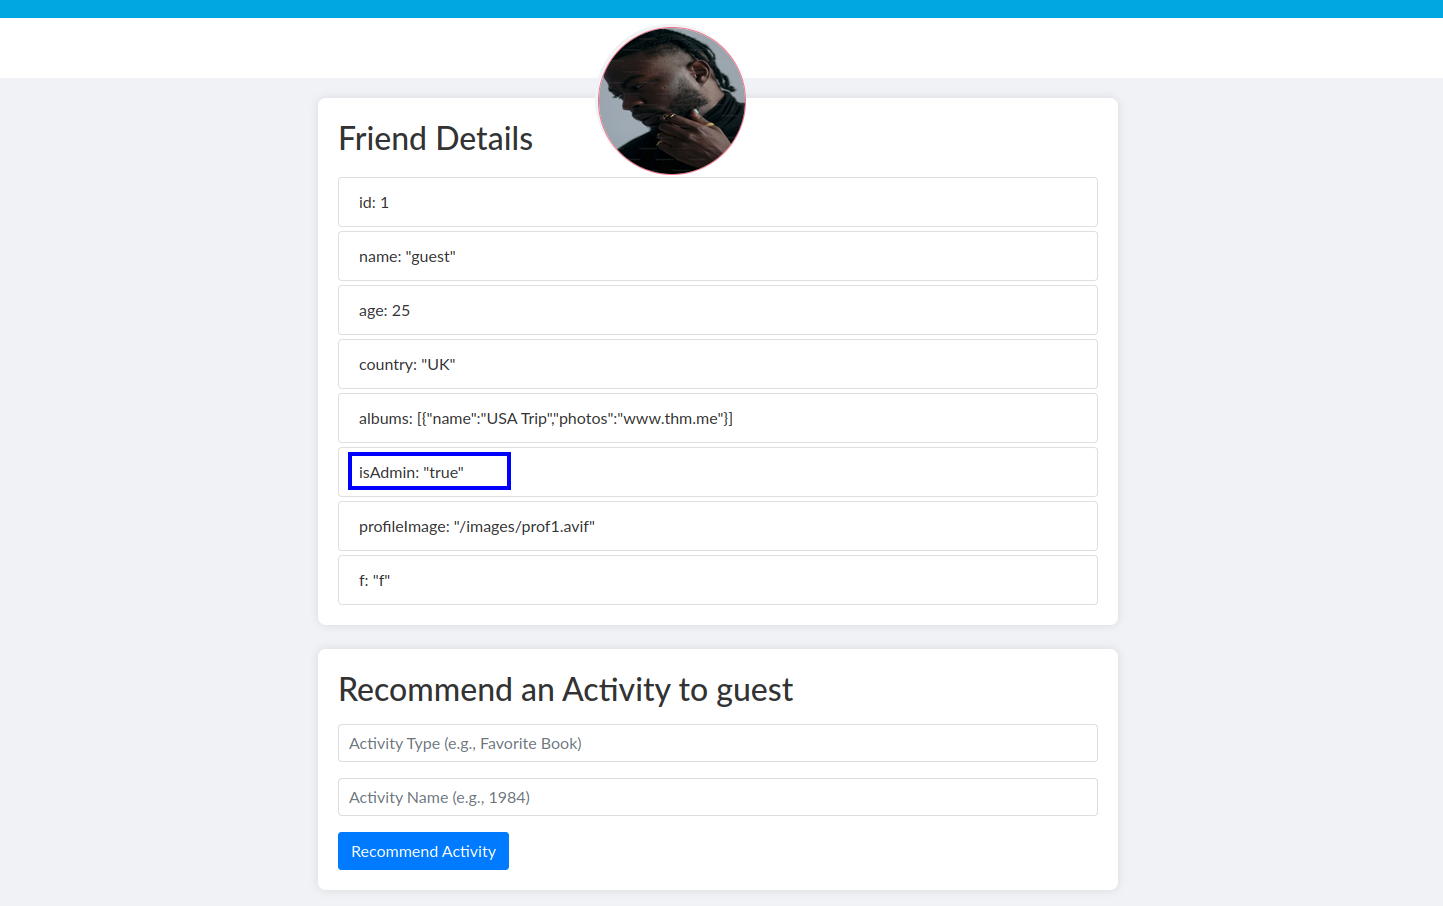 Friend Details
id: 1
name: "guest"
age: 25
country: "UK"
albums: [{"name":"USA Trip","photos":"www.thm.me"}]
isAdmin: "true"
profileImage: "/images/prof1.avif"
f: "f"
Recommend an Activity to guest
Activity Type (e.g., Favorite Book)
Activity Name (e.g., 1984)
Recommend Activity